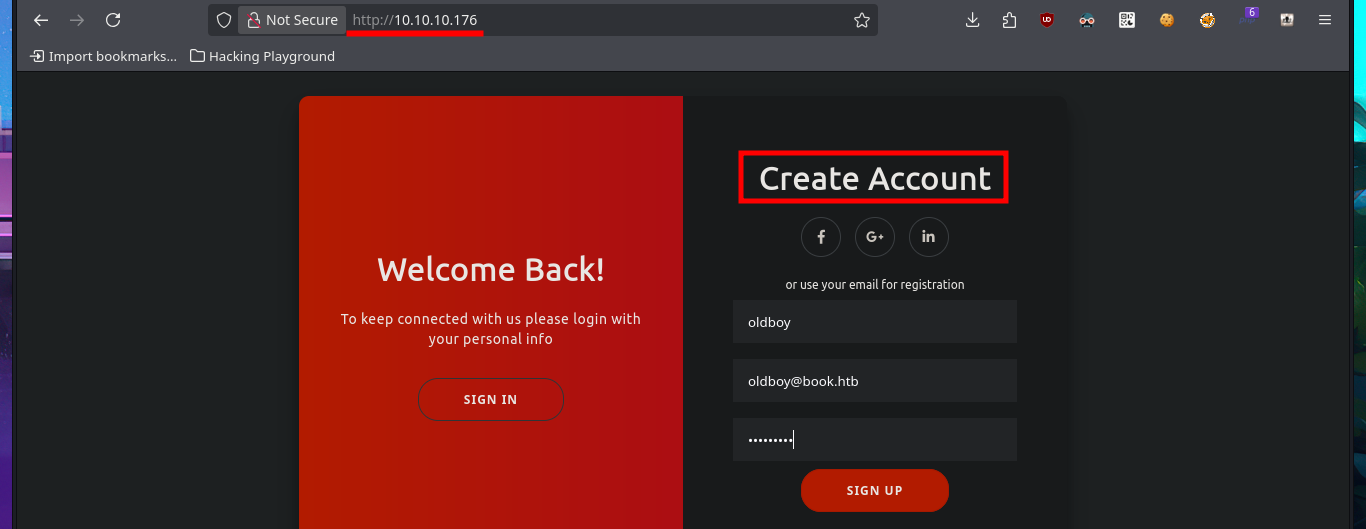 Not Secure
http://10.10.10.176
6
Import bookmarks...
Hacking Playground
Welcome Back!
To keep connected with us please login with
your personal info
SIGN IN
Create Account
f
G+
in
or use your email for registration
oldboy
oldboy@book.htb
•••••••••
SIGN UP